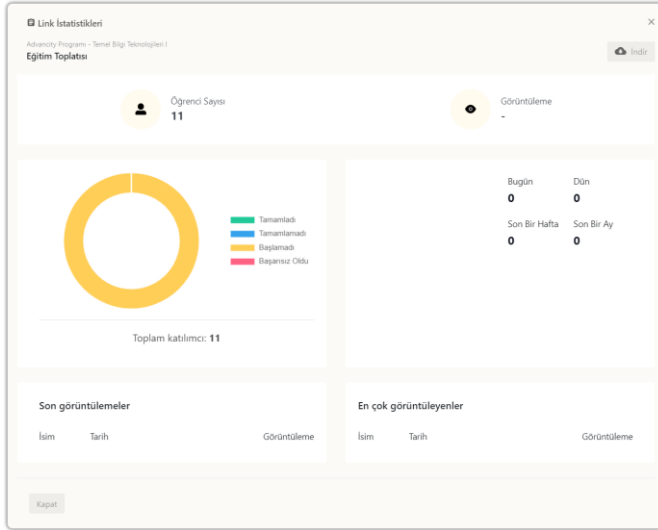 Link İstatistikleri
Advancity Programı - Temel Bilgi Teknolojileri I
Eğitim Toplatısı
İndir
Öğrenci Sayısı
11
Görüntüleme
-
Tamamladı
Tamamlamadı
Başlamadı
Başarısız Oldu
Toplam katılımcı: 11
Bugün Dün
0 0
Son Bir Hafta Son Bir Ay
0 0
Son görüntülemeler
İsim Tarih Görüntüleme
En çok görüntüleyenler
İsim Tarih Görüntüleme
Kapat